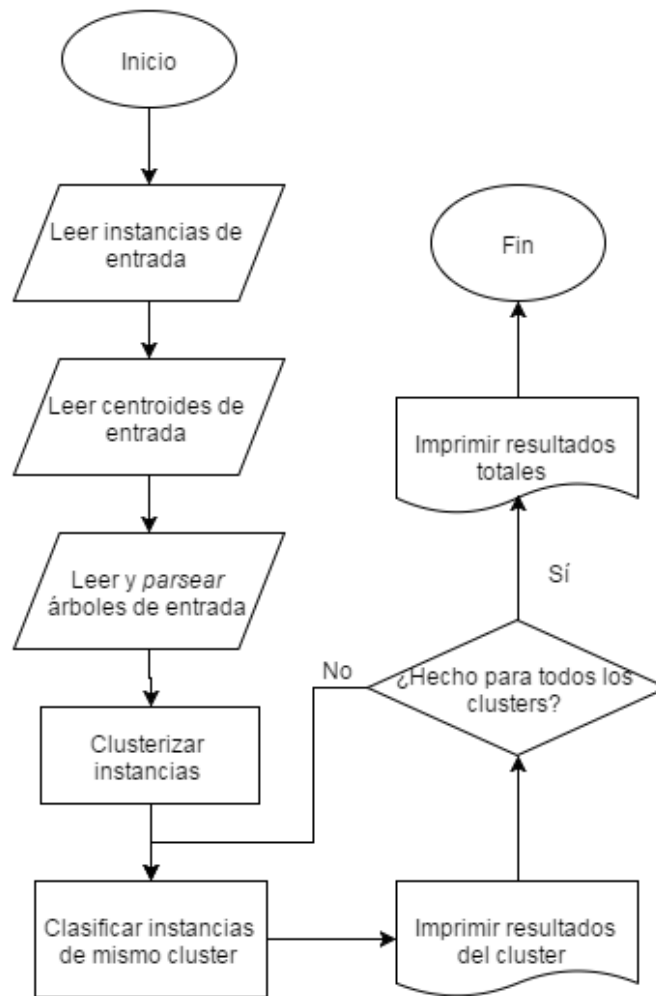 Inicio
Leer instancias de
entrada
Leer centroides de
entrada
Leer y parsear
árboles de entrada
Clusterizar
instancias
Clasificar instancias
de mismo cluster
Imprimir resultados
del cluster
¿Hecho para todos los
clusters?
No
Sí
Imprimir resultados
totales
Fin